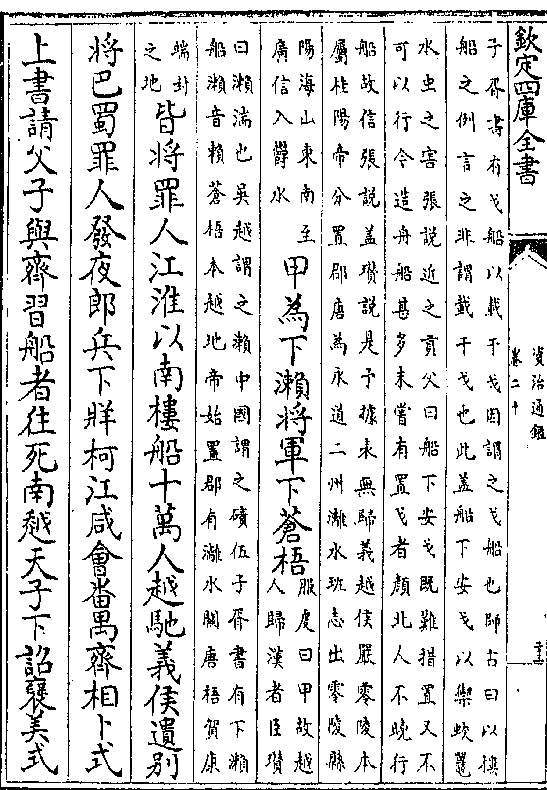 欽定四庫全書
資治通鑑
卷二十
子胥書有戈船以載干戈因謂之戈船也師古曰以樓
船之例言之非謂載干戈也此蓋船下安戈以禦蛟鼉
水虫之害張說近之貢父曰船下安戈既難措置又不
可以行今造舟船甚多未嘗有置戈者顏北人不曉行
船故信張說蓋瓚說是予據表無歸義越侯嚴零陵本
屬桂陽帝分置郡唐為永道二州灕水班志出零陵縣
陽海山東南至
廣信入鬱水
甲為下瀨將軍下蒼梧
服虔曰甲故越
人歸漢者臣瓚
曰瀨湍也吳越謂之瀨中國謂之磧伍子胥書有下瀨
船瀨音賴蒼梧本越地帝始置郡有灕水關唐梧賀康
端封
之地
皆將罪人江淮以南樓船十萬人越馳義侯遺別
將巴蜀罪人發夜郎兵下牂柯江咸會番禺齊相卜式
上書請父子與齊習船者往死南越天子下詔襃美式